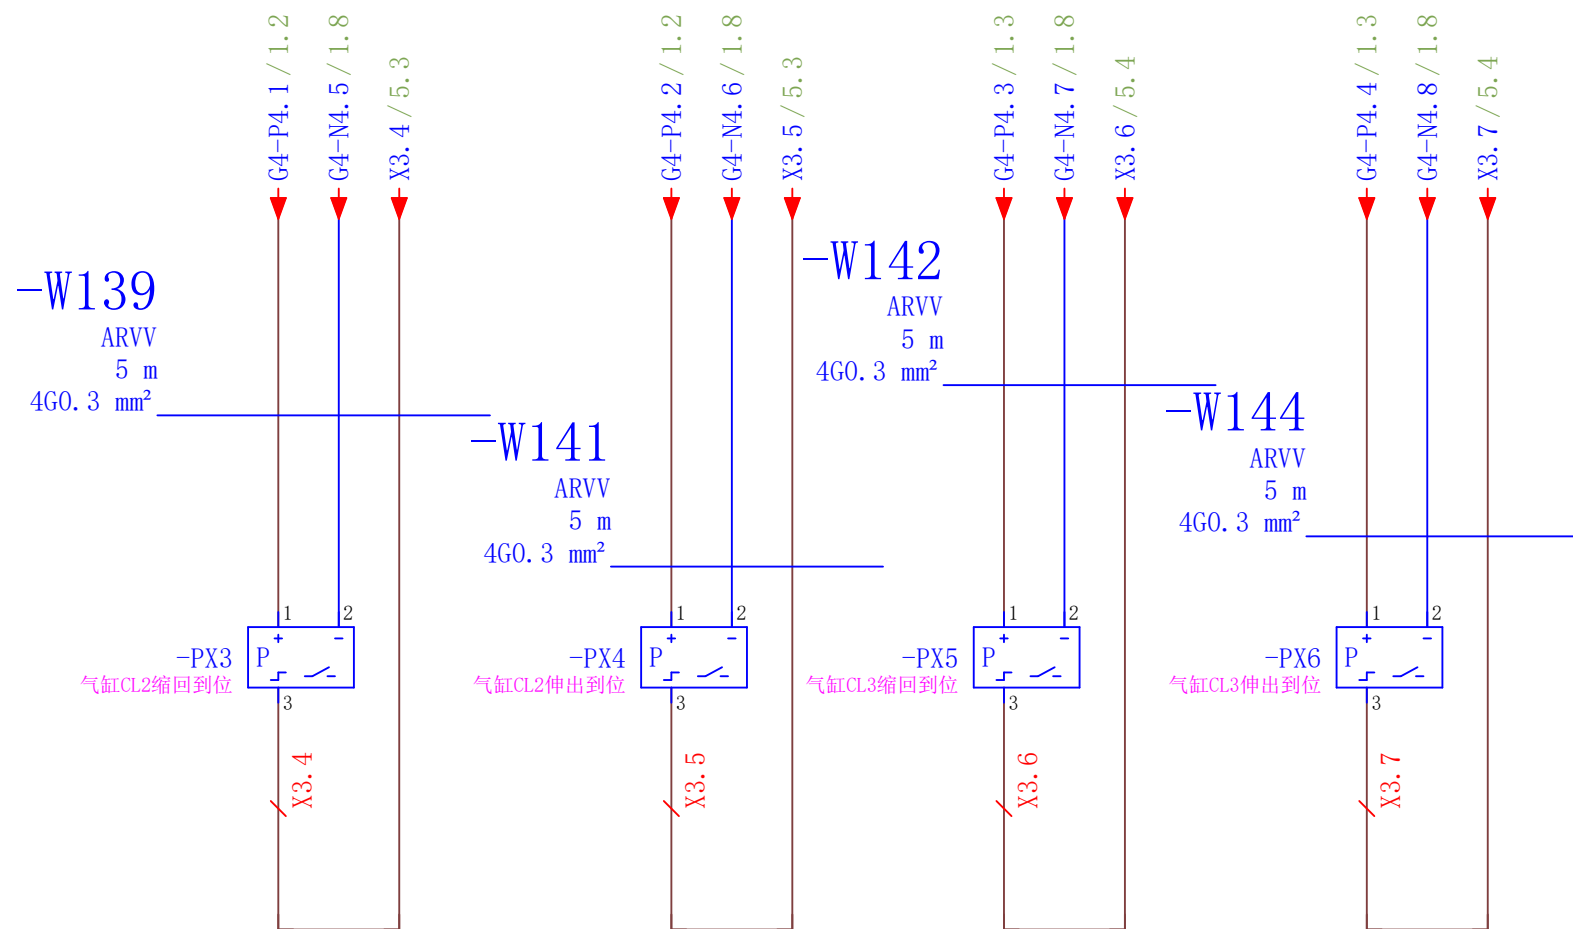 G4-P4.1/1.2
G4-N4.5/1.8
X3.4/5.3
G4-P4.2/1.2
G4-N4.6/1.8
X3.5/5.3
G4-P4.3/1.3
G4-N4.7/1.8
X3.6/5.4
G4-P4.4/1.3
G4-N4.8/1.8
X3.7/5.4
-W139
ARVV
5 m
4G0.3 mm²
-W141
ARVV
5 m
4G0.3 mm²
-W142
ARVV
5 m
4G0.3 mm²
-W144
ARVV
5 m
4G0.3 mm²
1
2
+
-
-PX3
P
气缸CL2缩回到位
3
X3.4
1
2
+
-
-PX4
P
气缸CL2伸出到位
3
X3.5
1
2
+
-
-PX5
P
气缸CL3缩回到位
3
X3.6
1
2
+
-
-PX6
P
气缸CL3伸出到位
3
X3.7